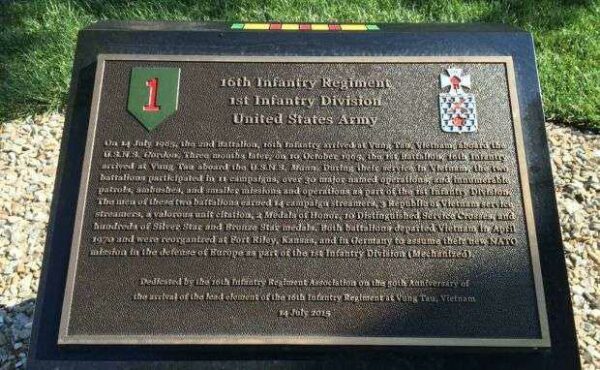 1
16th Infantry Regiment
1st Infantry Division
United States Army
On 14 July 1965, the 2nd Battalion, 16th Infantry arrived at Vung Tau, Vietnam, aboard the
U.S.N.S. Gordon. Three months later, on 10 October 1965, the 1st Battalion, 16th Infantry
arrived at Vung Tau aboard the U.S.N.S. Mann. During their service in Vietnam, the two
battalions participated in 11 campaigns, over 30 major named operations, and innumerable
patrols, ambushes, and smaller missions and operations as part of the 1st Infantry Division.
The men of these two battalions earned 14 campaign streamers, 3 Republic of Vietnam service
streamers, a valorous unit citation, 2 Medals of Honor, 10 Distinguished Service Crosses, and
hundreds of Silver Star and Bronze Star medals. Both battalions departed Vietnam in April
1970 and were reorganized at Fort Riley, Kansas, and in Germany to assume their new NATO
mission in the defense of Europe as part of the 1st Infantry Division (Mechanized).
Dedicated by the 16th Infantry Regiment Association on the 50th Anniversary of
the arrival of the lead element of the 16th Infantry Regiment at Vung Tau, Vietnam
14 July 2015